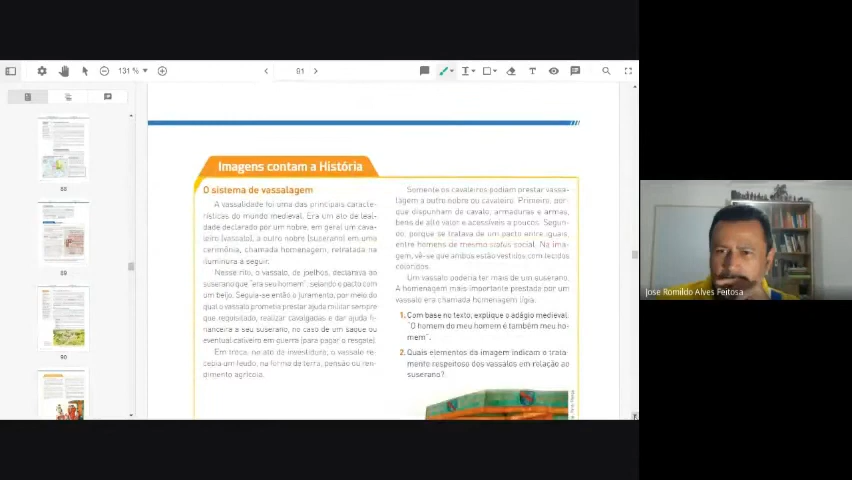 131 %
91
Imagens contam a História
O sistema de vassalagem
A vassalidade foi uma das principais caracte-
rísticas do mundo medieval. Era um ato de leal-
dade declarado por um nobre, em geral um cava-
leiro (vassalo), a outro nobre (suserano) em uma
cerimônia, chamada homenagem, retratada na
iluminura a seguir.
Nesse rito, o vassalo, de joelhos, declarava ao
suserano que "era seu homem", selando o pacto com
um beijo. Seguia-se então o juramento, por meio do
qual o vassalo prometia prestar ajuda militar sempre
que requisitado, realizar cavalgadas e dar ajuda fi-
nanceira a seu suserano, no caso de um saque ou
eventual cativeiro em guerra (para pagar o resgate).
Em troca, no ato de investidura, o vassalo re-
cebia um feudo, na forma de terra, pensão ou ren-
dimento agrícola.
Somente os cavaleiros podiam prestar vassa-
lagem a outro nobre ou cavaleiro. Primeiro, por-
que dispunham de cavalo, armaduras e armas,
bens de alto valor e acessíveis a poucos. Segun-
do, porque se tratava de um pacto entre iguais,
entre homens de mesmo status social. Na ima-
gem, vê-se que ambos estão vestidos com tecidos
coloridos.
Um vassalo poderia ter mais de um suserano.
A homenagem mais importante prestada por um
vassalo era chamada homenagem lígia.
1. Com base no texto, explique o adágio medieval:
"O homem do meu homem é também meu ho-
mem".
2. Quais elementos da imagem indicam o trata-
mento respeitoso dos vassalos em relação ao
suserano?
88
89
90
Jose Romildo Alves Feitosa